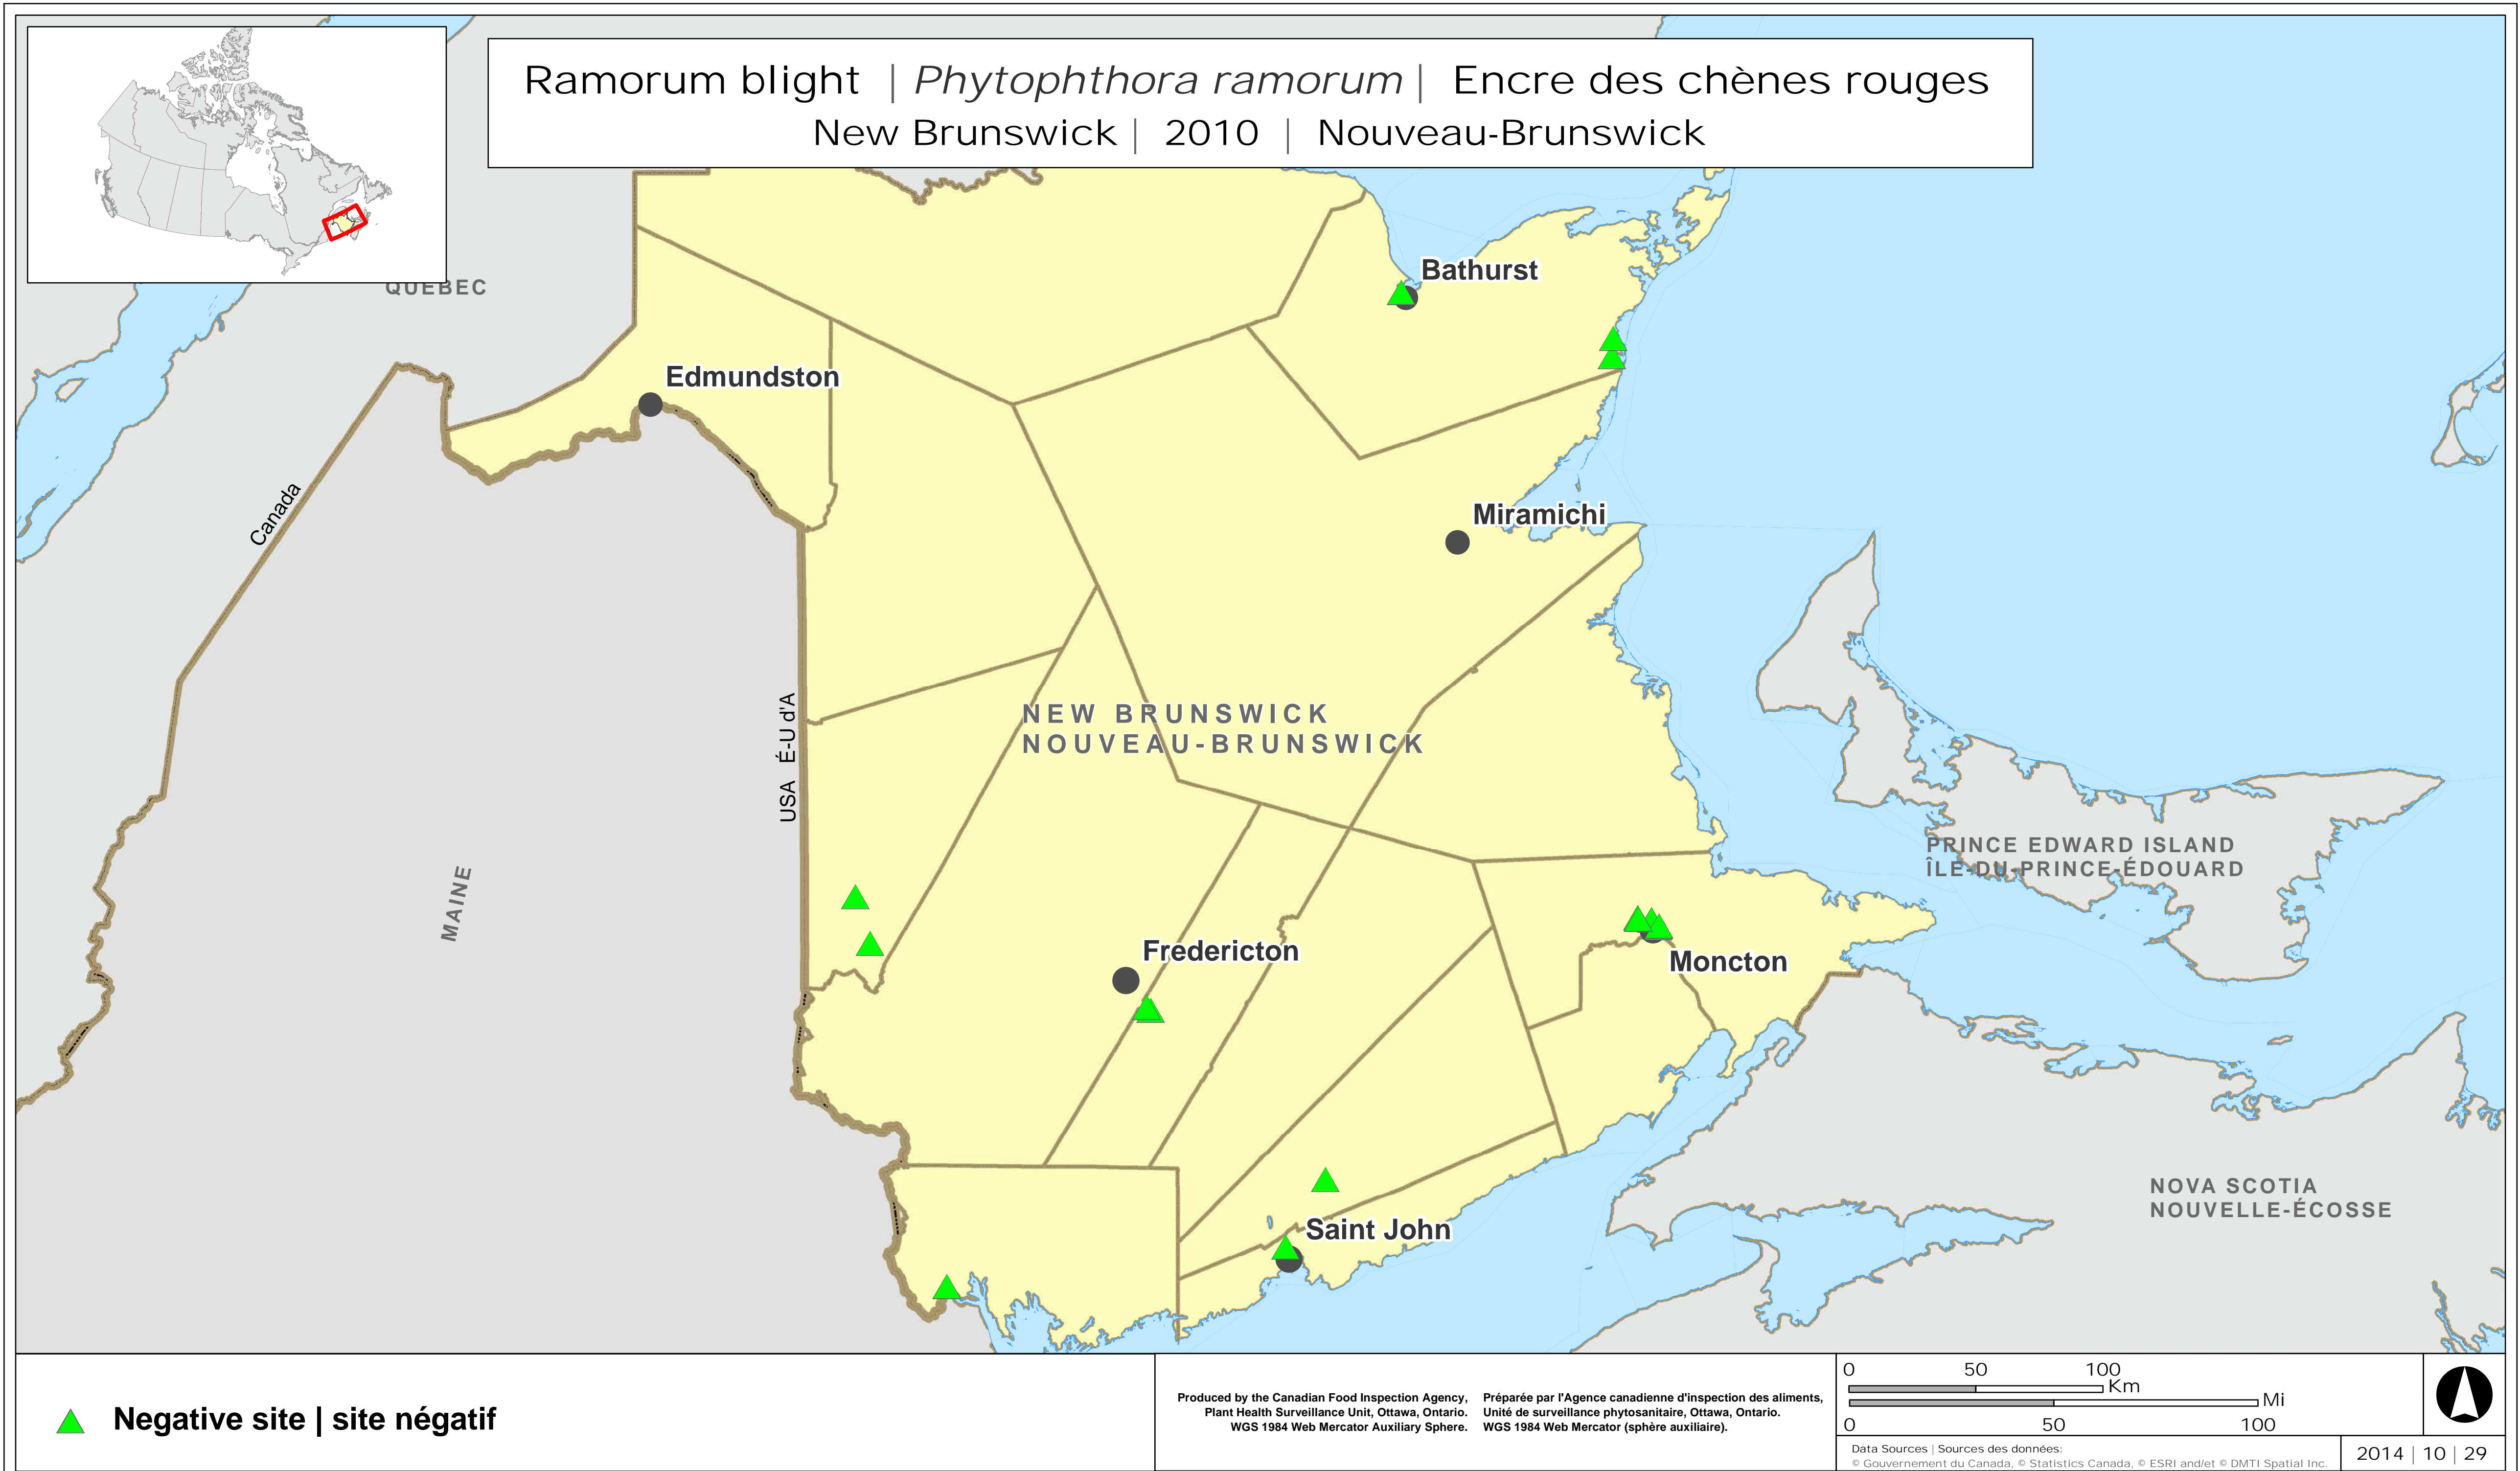 Ramorum blight | Phytophthora ramorum | Encre des chènes rouges
New Brunswick | 2010 | Nouveau-Brunswick
QUEBEC
Bathurst
Edmundston
Canada
Miramichi
USA É-U d'A
NEW BRUNSWICK
NOUVEAU-BRUNSWICK
MAINE
PRINCE EDWARD ISLAND
ÎLE-DU-PRINCE-ÉDOUARD
Fredericton
Moncton
NOVA SCOTIA
NOUVELLE-ÉCOSSE
Saint John
Negative site | site négatif
Produced by the Canadian Food Inspection Agency,
Plant Health Surveillance Unit, Ottawa, Ontario.
WGS 1984 Web Mercator Auxiliary Sphere.
Préparée par l'Agence canadienne d'inspection des aliments,
Unité de surveillance phytosanitaire, Ottawa, Ontario.
WGS 1984 Web Mercator (sphère auxiliaire).
0 50 100
Km
Mi
0 50 100
Data Sources | Sources des données:
© Gouvernement du Canada, © Statistics Canada, © ESRI and/et © DMTI Spatial Inc.
2014 | 10 | 29